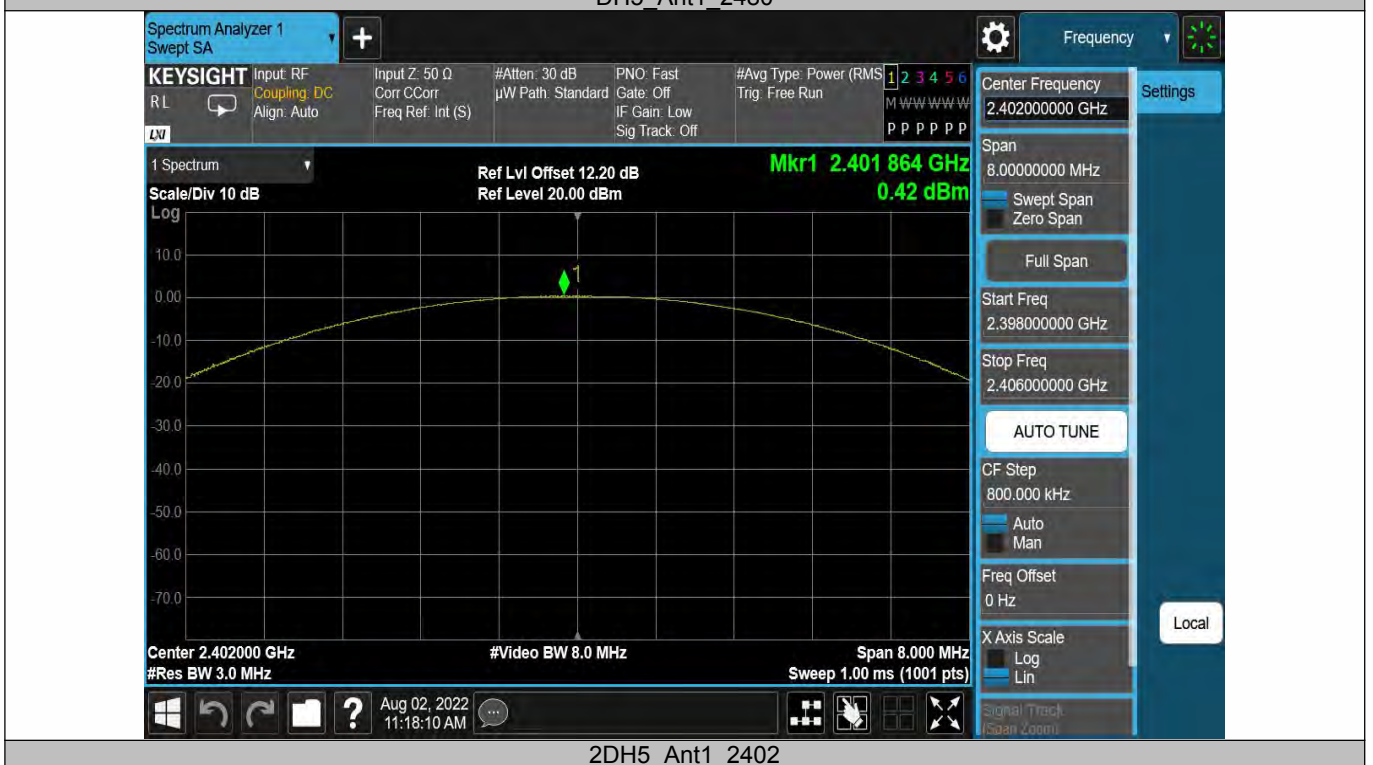 DH5_Ant1_2480
Spectrum Analyzer 1
Swept SA
+
Frequency
KEYSIGHT
RL
LXI
Input: RF
Coupling: DC
Align: Auto
Input Z: 50 Ω
Corr CCorr
Freq Ref: Int (S)
#Atten: 30 dB
µW Path: Standard
PNO: Fast
Gate: Off
IF Gain: Low
Sig Track: Off
#Avg Type: Power (RMS
Trig: Free Run
1 2 3 4 5 6
M W W W W W
P P P P P P
1 Spectrum
Scale/Div 10 dB
Log
Ref Lvl Offset 12.20 dB
Ref Level 20.00 dBm
Mkr1 2.401 864 GHz
0.42 dBm
1
10.0
0.00
-10.0
-20.0
-30.0
-40.0
-50.0
-60.0
-70.0
Center 2.402000 GHz
#Res BW 3.0 MHz
#Video BW 8.0 MHz
Span 8.000 MHz
Sweep 1.00 ms (1001 pts)
Center Frequency
2.402000000 GHz
Settings
Span
8.00000000 MHz
Swept Span
Zero Span
Full Span
Start Freq
2.398000000 GHz
Stop Freq
2.406000000 GHz
AUTO TUNE
CF Step
800.000 kHz
Auto
Man
Freq Offset
0 Hz
X Axis Scale
Log
Lin
Local
Signal Track
(Span Zoom)
?
Aug 02, 2022
11:18:10 AM
2DH5_Ant1_2402